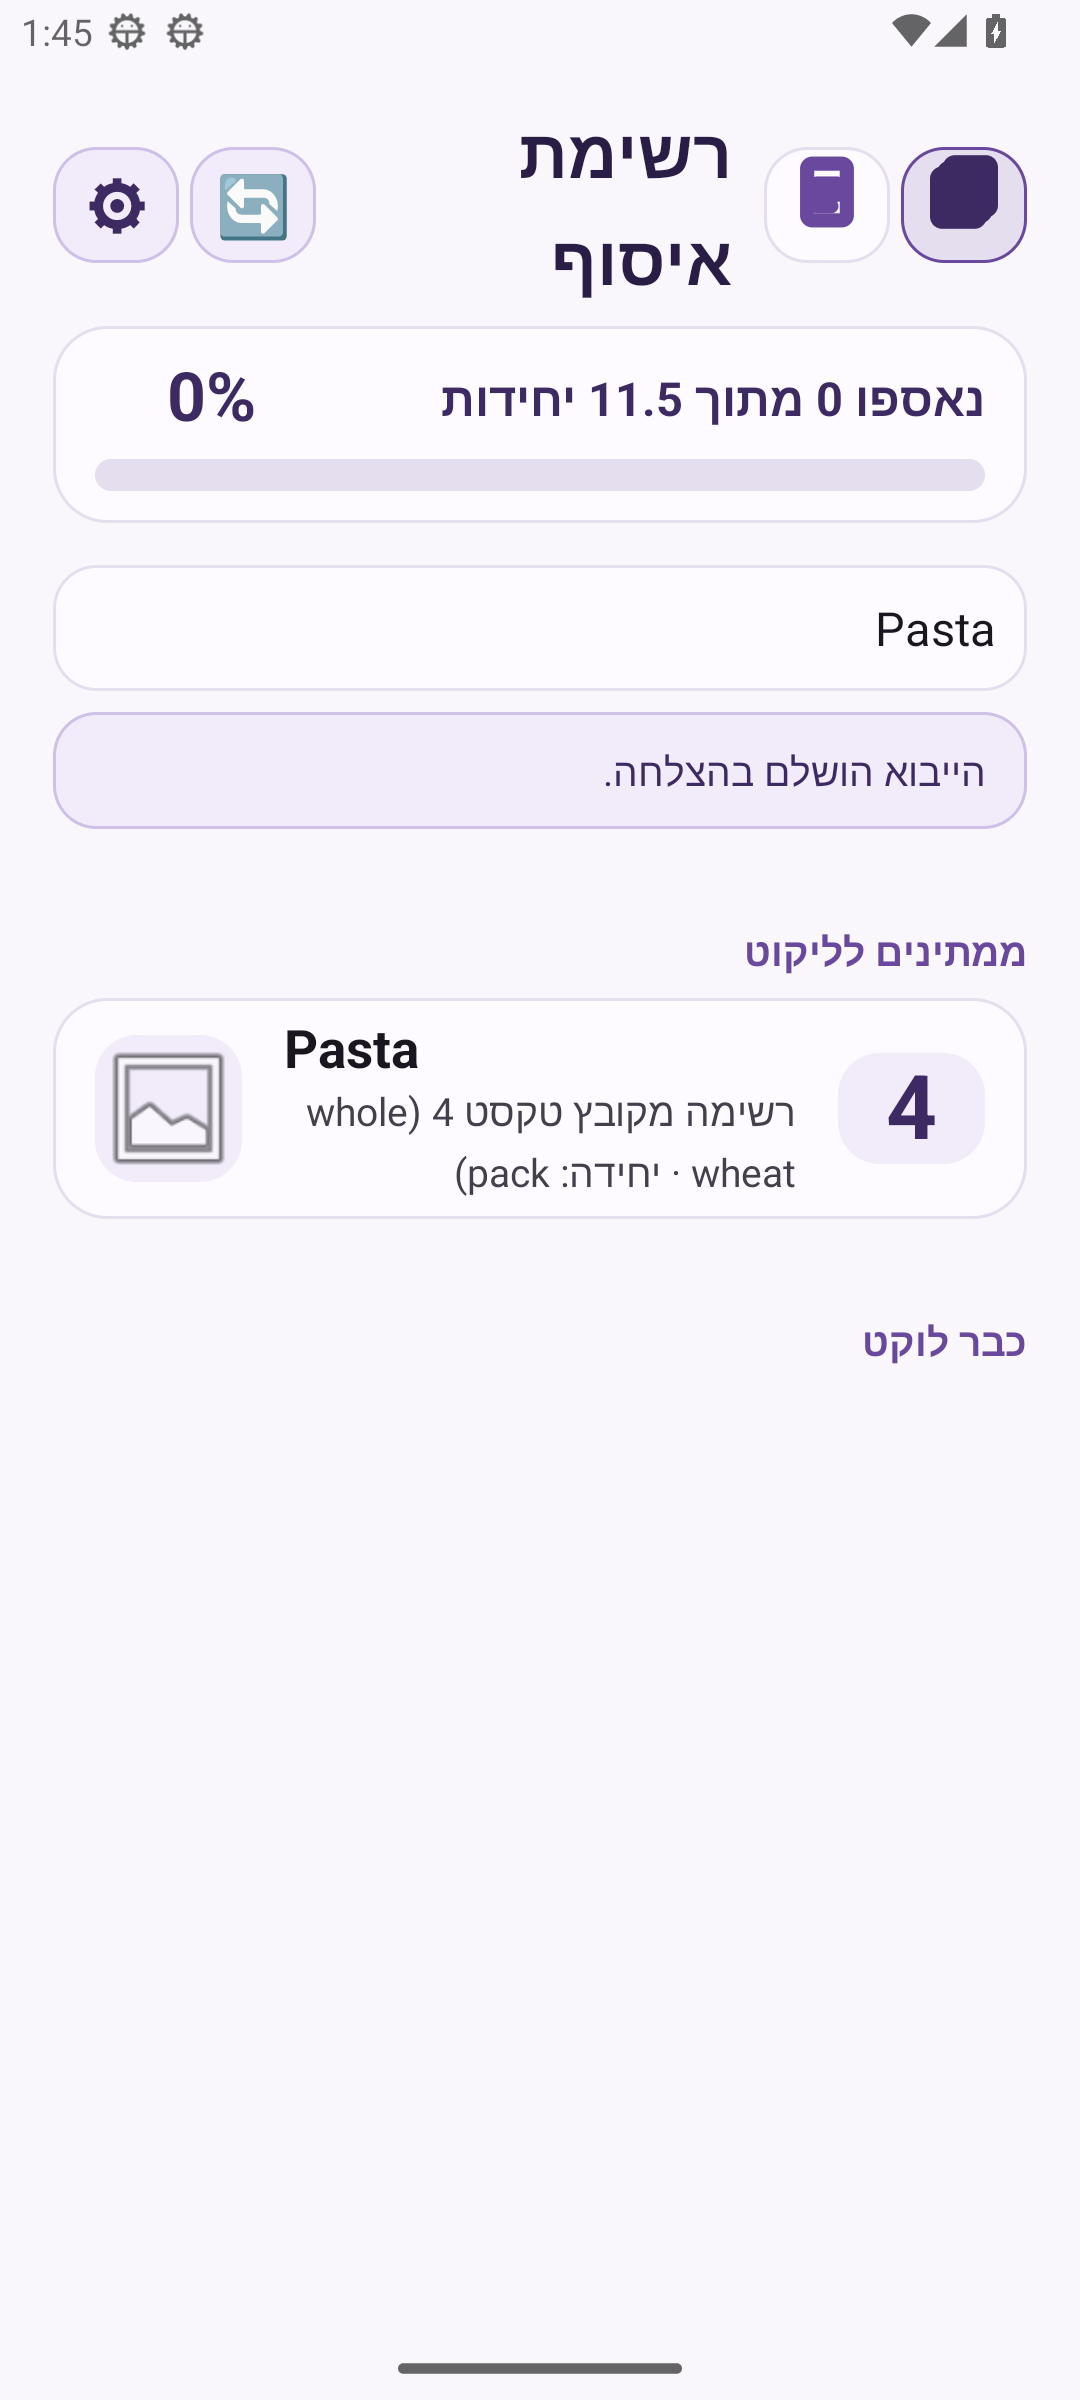 1:45
רשימת
איסוף
נאספו 0 מתוך 11.5 יחידות
0%
Pasta
הייבוא הושלם בהצלחה.
ממתינים לליקוט
4
Pasta
רשימה מקובץ טקסט 4 (whole
wheat · יחידה: pack)
כבר לוקט